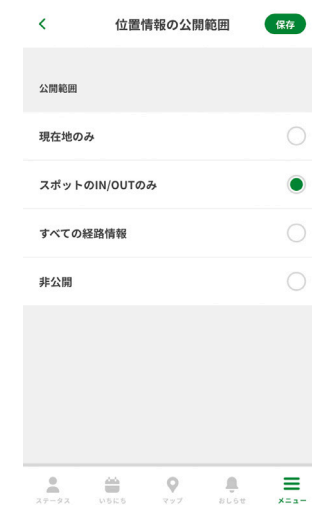 位置情報の公開範囲
保存
公開範囲
現在地のみ
スポットのIN/OUTのみ
すべての経路情報
非公開
ステータス
いちにち
マップ
おしらせ
メニュー